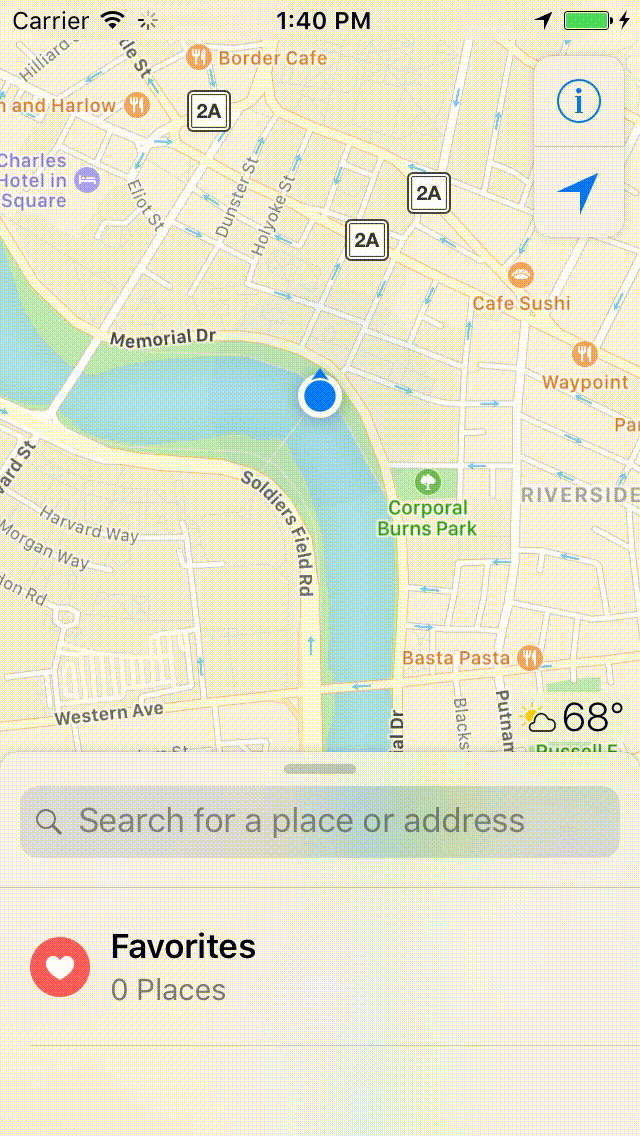 Carrier
1:40 PM
Hilliard
tle St
Border Cafe
2A
and Harlow
Charles
Hotel in
Square
Eliot St
Dunster St
Holyoke St
2A
2A
i
Cafe Sushi
Memorial Dr
Waypoint
Par
vard St
Soldiers Field Rd
Corporal
Burns Park
RIVERSIDE
Harvard Way
Morgan Way
don Rd
Basta Pasta
Western Ave
ial Dr
Blacks
Putnam
68°
Russell F
Search for a place or address
Favorites
0 Places